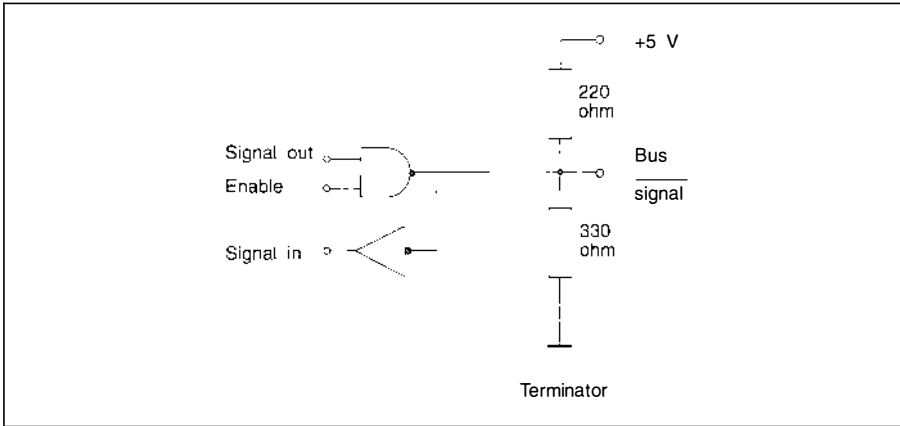 +5 V
220
ohm
Signal out
Enable
Bus
signal
Signal in
330
ohm
Terminator